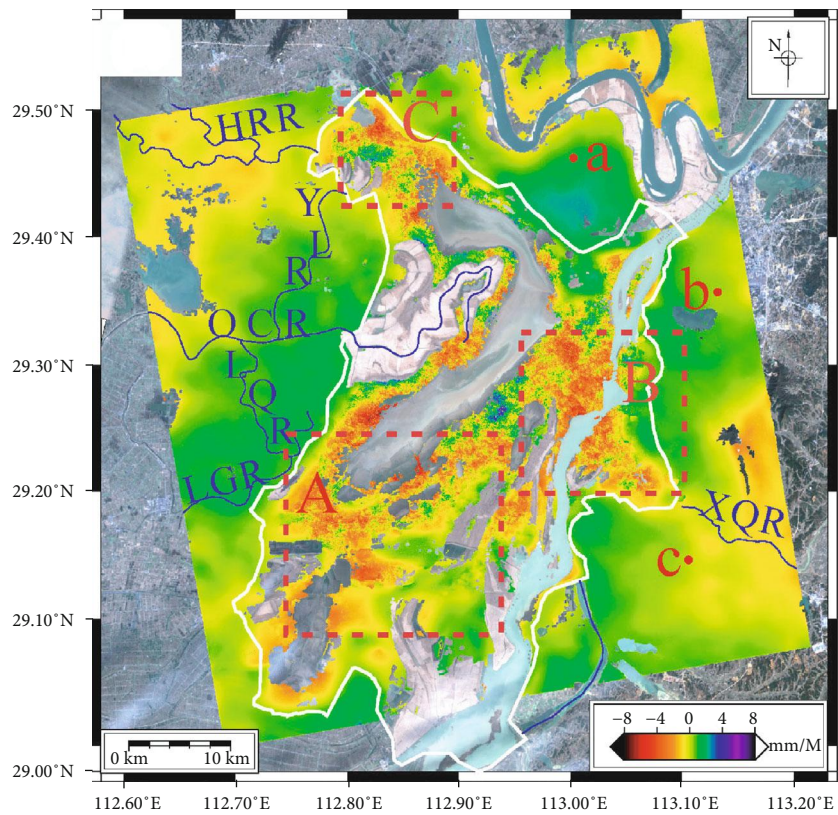 N
29.50°N
HRR
C
a
Y
L
R
29.40°N
b
O C R
29.30°N
L
Q
R
B
LGR
A
29.20°N
XQR
c
29.10°N
−8 −4 0 4 8
mm/M
0 km 10 km
29.00°N
112.60°E 112.70°E 112.80°E 112.90°E 113.00°E 113.10°E 113.20°E